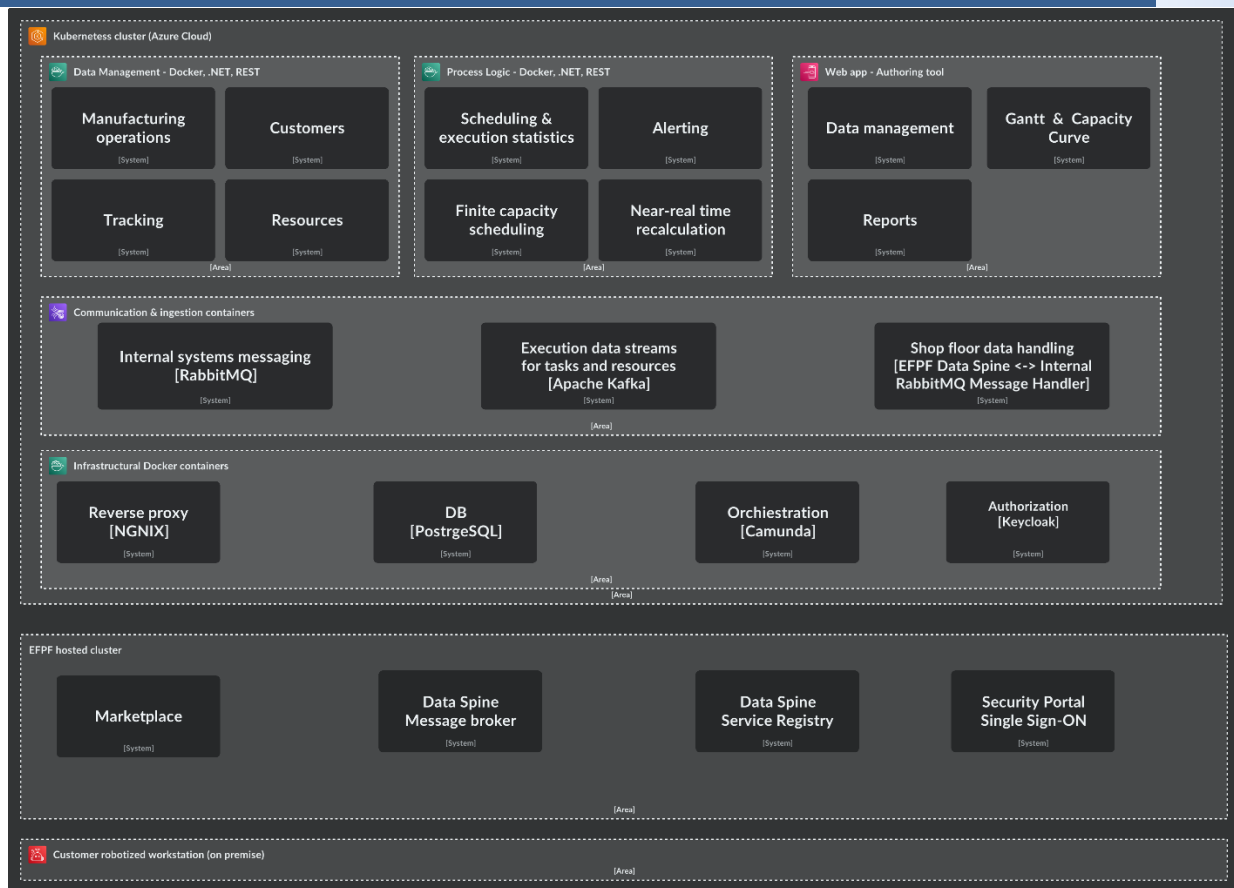 Kubernetess cluster (Azure Cloud)
Data Management - Docker, .NET, REST
Manufacturing
operations
[System]
Customers
[System]
Tracking
[System]
Resources
[System]
[Area]
Process Logic - Docker, .NET, REST
Scheduling &
execution statistics
[System]
Alerting
[System]
Finite capacity
scheduling
[System]
Near-real time
recalculation
[System]
[Area]
Web app - Authoring tool
Data management
[System]
Gantt & Capacity
Curve
[System]
Reports
[System]
[Area]
Communication & ingestion containers
Internal systems messaging
[RabbitMQ]
[System]
Execution data streams
for tasks and resources
[Apache Kafka]
[System]
Shop floor data handling
[EFPF Data Spine <-> Internal
RabbitMQ Message Handler]
[System]
[Area]
Infrastructural Docker containers
Reverse proxy
[NGNIX]
[System]
DB
[PostrgeSQL]
[System]
Orchiestration
[Camunda]
[System]
Authorization
[Keycloak]
[System]
[Area]
[Area]
EFPF hosted cluster
Marketplace
[System]
Data Spine
Message broker
[System]
Data Spine
Service Registry
[System]
Security Portal
Single Sign-ON
[System]
[Area]
Customer robotized workstation (on premise)
[Area]